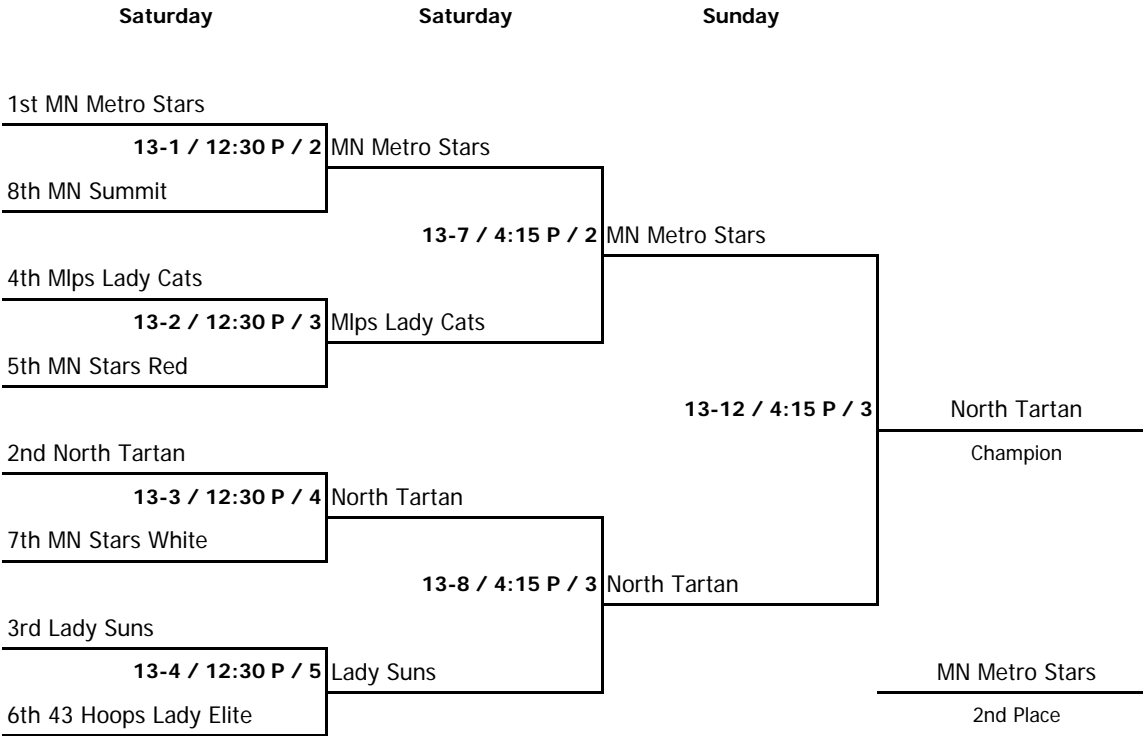 Saturday Saturday Sunday
1st MN Metro Stars
13-1 / 12:30 P / 2 MN Metro Stars
8th MN Summit
13-7 / 4:15 P / 2 MN Metro Stars
4th Mlps Lady Cats
13-2 / 12:30 P / 3 Mlps Lady Cats
5th MN Stars Red
13-12 / 4:15 P / 3 North Tartan
2nd North Tartan Champion
13-3 / 12:30 P / 4 North Tartan
7th MN Stars White
13-8 / 4:15 P / 3 North Tartan
3rd Lady Suns
13-4 / 12:30 P / 5 Lady Suns MN Metro Stars
6th 43 Hoops Lady Elite 2nd Place